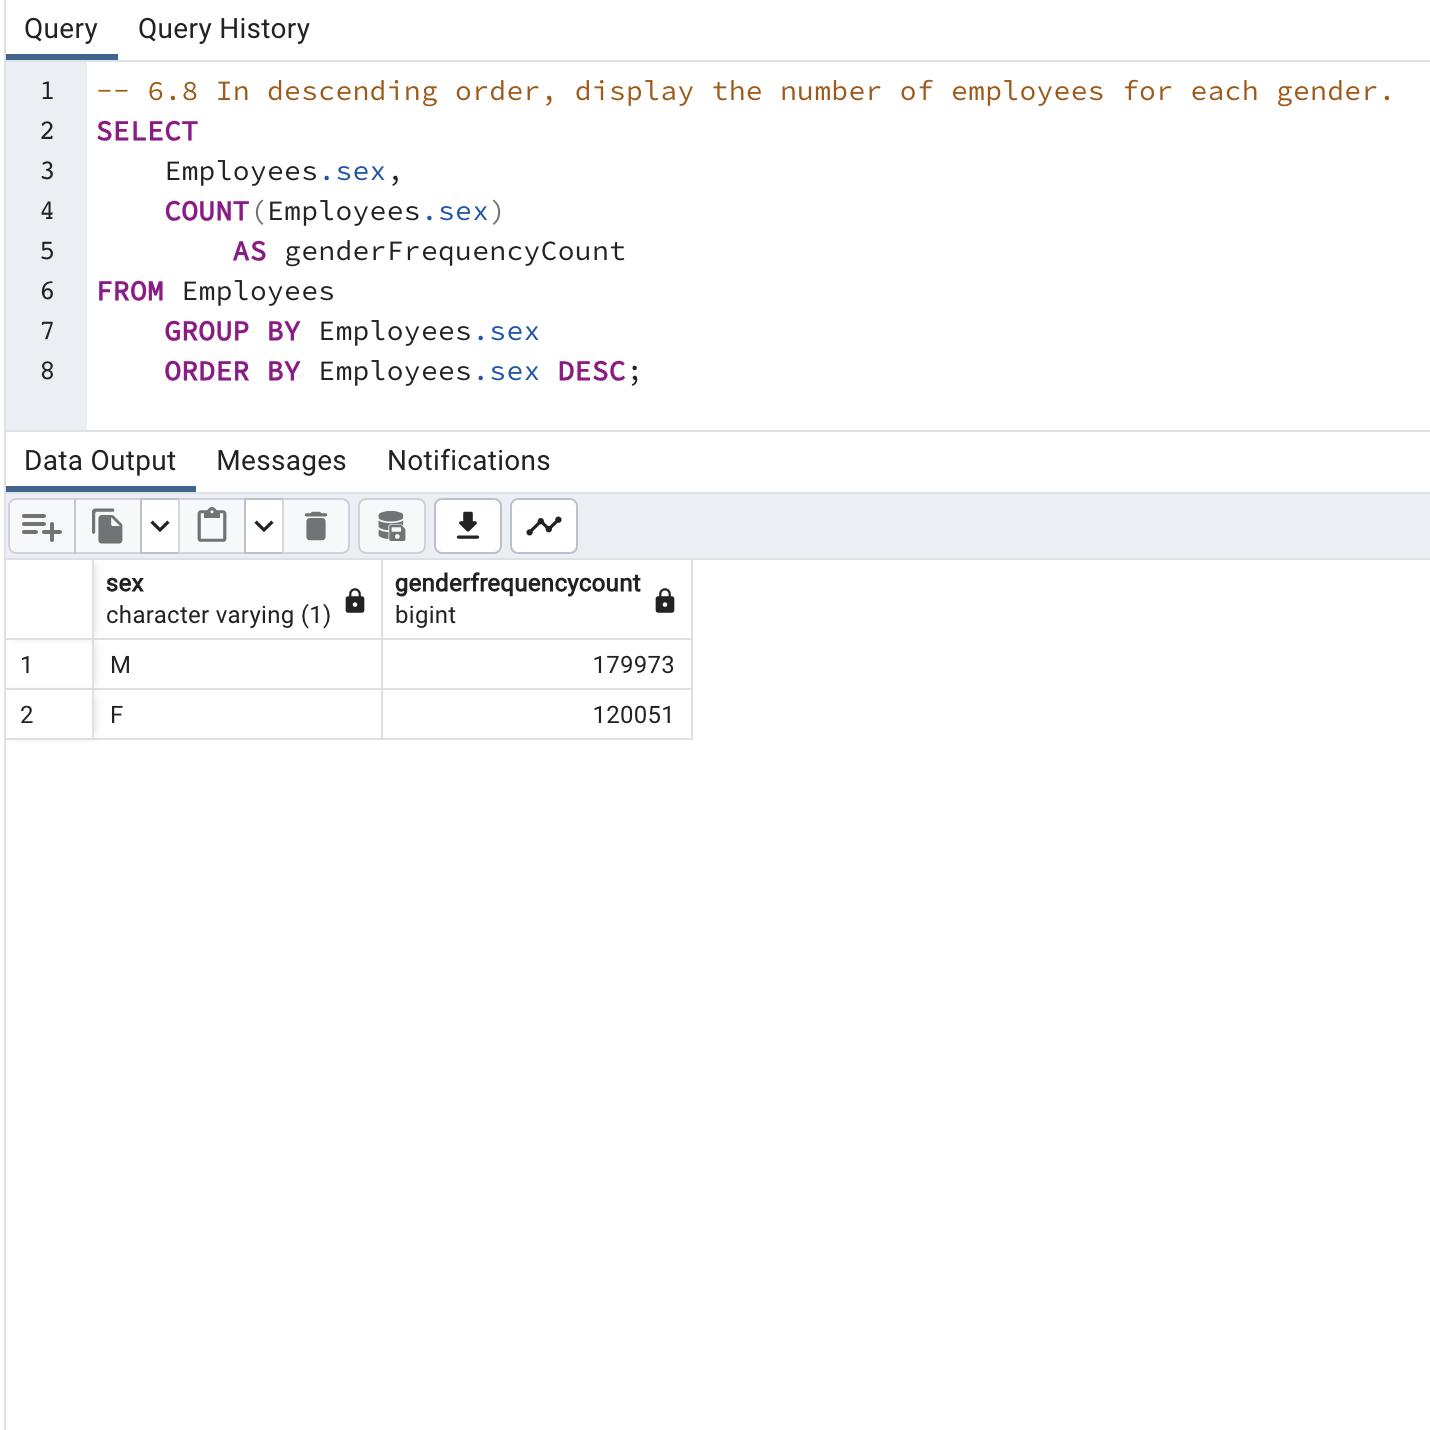 Query Query History
1 -- 6.8 In descending order, display the number of employees for each gender.
2 SELECT
3 Employees.sex,
4 COUNT(Employees.sex)
5 AS genderFrequencyCount
6 FROM Employees
7 GROUP BY Employees.sex
8 ORDER BY Employees.sex DESC;
Data Output Messages Notifications
sex genderfrequencycount
character varying (1) bigint
1 M 179973
2 F 120051